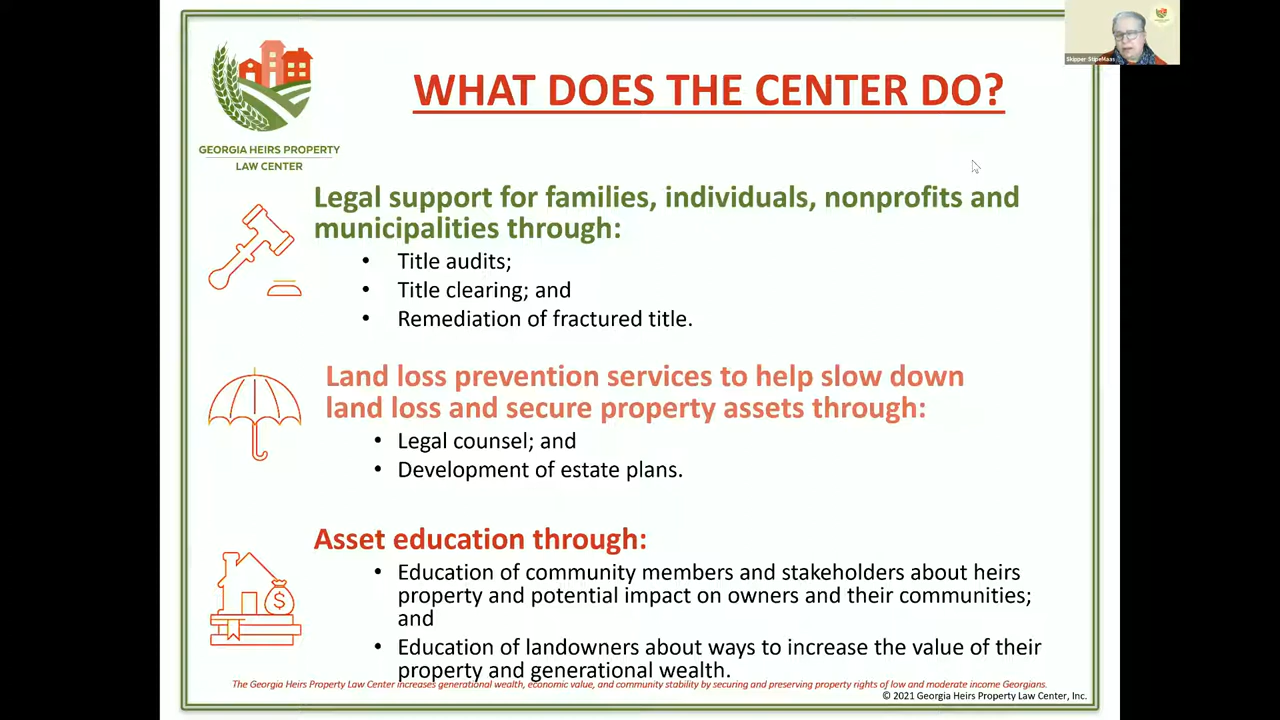 Skipper StipeMaas
GEORGIA HEIRS PROPERTY
LAW CENTER
WHAT DOES THE CENTER DO?
Legal support for families, individuals, nonprofits and
municipalities through:
• Title audits;
• Title clearing; and
• Remediation of fractured title.
Land loss prevention services to help slow down
land loss and secure property assets through:
• Legal counsel; and
• Development of estate plans.
$
Asset education through:
• Education of community members and stakeholders about heirs
property and potential impact on owners and their communities;
and
• Education of landowners about ways to increase the value of their
property and generational wealth.
The Georgia Heirs Property Law Center increases generational wealth, economic value, and community stability by securing and preserving property rights of low and moderate income Georgians.
© 2021 Georgia Heirs Property Law Center, Inc.